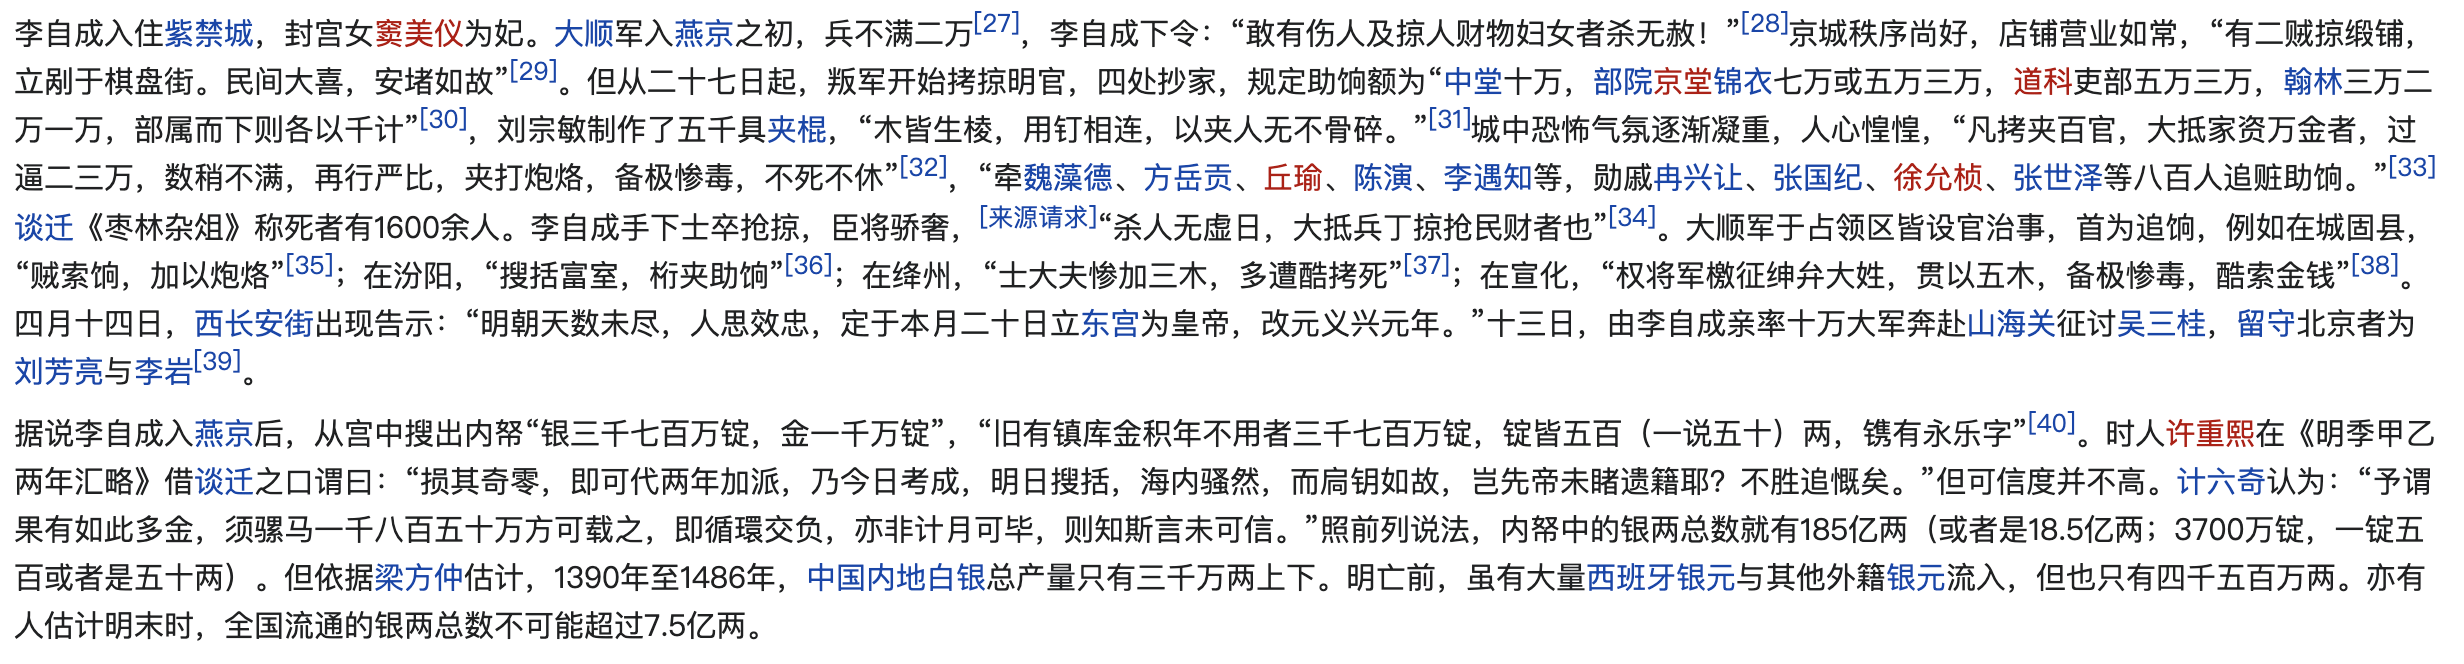 李自成入住紫禁城，封宫女窦美仪为妃。大顺军入燕京之初，兵不满二万[27]，李自成下令：“敢有伤人及掠人财物妇女者杀无赦！”[28]京城秩序尚好，店铺营业如常，“有二贼掠缎铺，
立剐于棋盘街。民间大喜，安堵如故”[29]。但从二十七日起，叛军开始拷掠明官，四处抄家，规定助饷额为“中堂十万，部院京堂锦衣七万或五万三万，道科吏部五万三万，翰林三万二
万一万，部属而下则各以千计”[30]，刘宗敏制作了五千具夹棍，“木皆生棱，用钉相连，以夹人无不骨碎。”[31]城中恐怖气氛逐渐凝重，人心惶惶，“凡拷夹百官，大抵家资万金者，过
逼二三万，数稍不满，再行严比，夹打炮烙，备极惨毒，不死不休”[32]，“牵魏藻德、方岳贡、丘瑜、陈演、李遇知等，勋戚冉兴让、张国纪、徐允桢、张世泽等八百人追赃助饷。”[33]
谈迁《枣林杂俎》称死者有1600余人。李自成手下士卒抢掠，臣将骄奢，[来源请求]“杀人无虚日，大抵兵丁掠抢民财者也”[34]。大顺军于占领区皆设官治事，首为追饷，例如在城固县，
“贼索饷，加以炮烙”[35]；在汾阳，“搜括富室，桁夹助饷”[36]；在绛州，“士大夫惨加三木，多遭酷拷死”[37]；在宣化，“权将军檄征绅弁大姓，贯以五木，备极惨毒，酷索金钱”[38]。
四月十四日，西长安街出现告示：“明朝天数未尽，人思效忠，定于本月二十日立东宫为皇帝，改元义兴元年。”十三日，由李自成亲率十万大军奔赴山海关征讨吴三桂，留守北京者为
刘芳亮与李岩[39]。
据说李自成入燕京后，从宫中搜出内帑“银三千七百万锭，金一千万锭”，“旧有镇库金积年不用者三千七百万锭，锭皆五百（一说五十）两，镌有永乐字”[40]。时人许重熙在《明季甲乙
两年汇略》借谈迁之口谓曰：“损其奇零，即可代两年加派，乃今日考成，明日搜括，海内骚然，而扃钥如故，岂先帝未睹遗籍耶？不胜追慨矣。”但可信度并不高。计六奇认为：“予谓
果有如此多金，须骡马一千八百五十万方可载之，即循環交负，亦非计月可毕，则知斯言未可信。”照前列说法，内帑中的银两总数就有185亿两（或者是18.5亿两；3700万锭，一锭五
百或者是五十两）。但依据梁方仲估计，1390年至1486年，中国内地白银总产量只有三千万两上下。明亡前，虽有大量西班牙银元与其他外籍银元流入，但也只有四千五百万两。亦有
人估计明末时，全国流通的银两总数不可能超过7.5亿两。